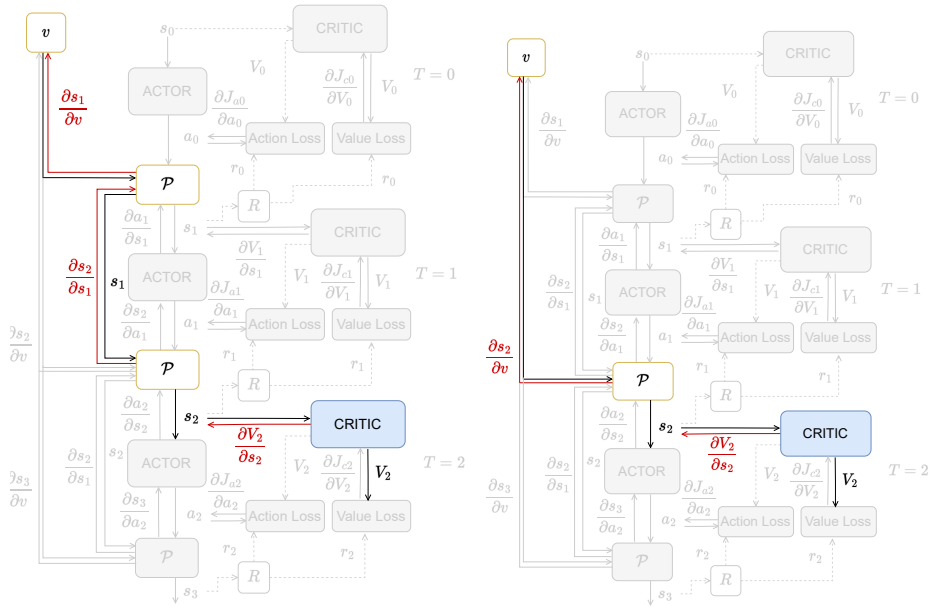 v
s_0
CRITIC
V_0
∂J_{c0}/∂V_0
V_0
T = 0
∂s_1/∂v
ACTOR
∂J_{a0}/∂a_0
a_0
Action Loss
Value Loss
r_0
r_0
P
R
∂a_1/∂s_1
s_1
CRITIC
∂V_1/∂s_1
V_1
∂J_{c1}/∂V_1
V_1
T = 1
∂s_2/∂s_1
s_1
ACTOR
∂J_{a1}/∂a_1
∂s_2/∂a_1
a_1
Action Loss
Value Loss
∂s_2/∂v
r_1
r_1
P
R
∂a_2/∂s_2
s_2
CRITIC
∂V_2/∂s_2
V_2
∂J_{c2}/∂V_2
V_2
T = 2
∂s_2/∂s_1
s_2
ACTOR
∂J_{a2}/∂a_2
∂s_3/∂v
∂s_3/∂a_2
a_2
Action Loss
Value Loss
r_2
r_2
P
R
s_3
v
s_0
CRITIC
V_0
∂J_{c0}/∂V_0
V_0
T = 0
∂s_1/∂v
ACTOR
∂J_{a0}/∂a_0
a_0
Action Loss
Value Loss
r_0
r_0
P
R
∂a_1/∂s_1
s_1
CRITIC
∂V_1/∂s_1
V_1
∂J_{c1}/∂V_1
V_1
T = 1
∂s_2/∂s_1
s_1
ACTOR
∂J_{a1}/∂a_1
∂s_2/∂a_1
a_1
Action Loss
Value Loss
∂s_2/∂v
r_1
r_1
P
R
∂a_2/∂s_2
s_2
CRITIC
∂V_2/∂s_2
V_2
∂J_{c2}/∂V_2
V_2
T = 2
∂s_2/∂s_1
s_2
ACTOR
∂J_{a2}/∂a_2
∂s_3/∂v
∂s_3/∂a_2
a_2
Action Loss
Value Loss
r_2
r_2
P
R
s_3